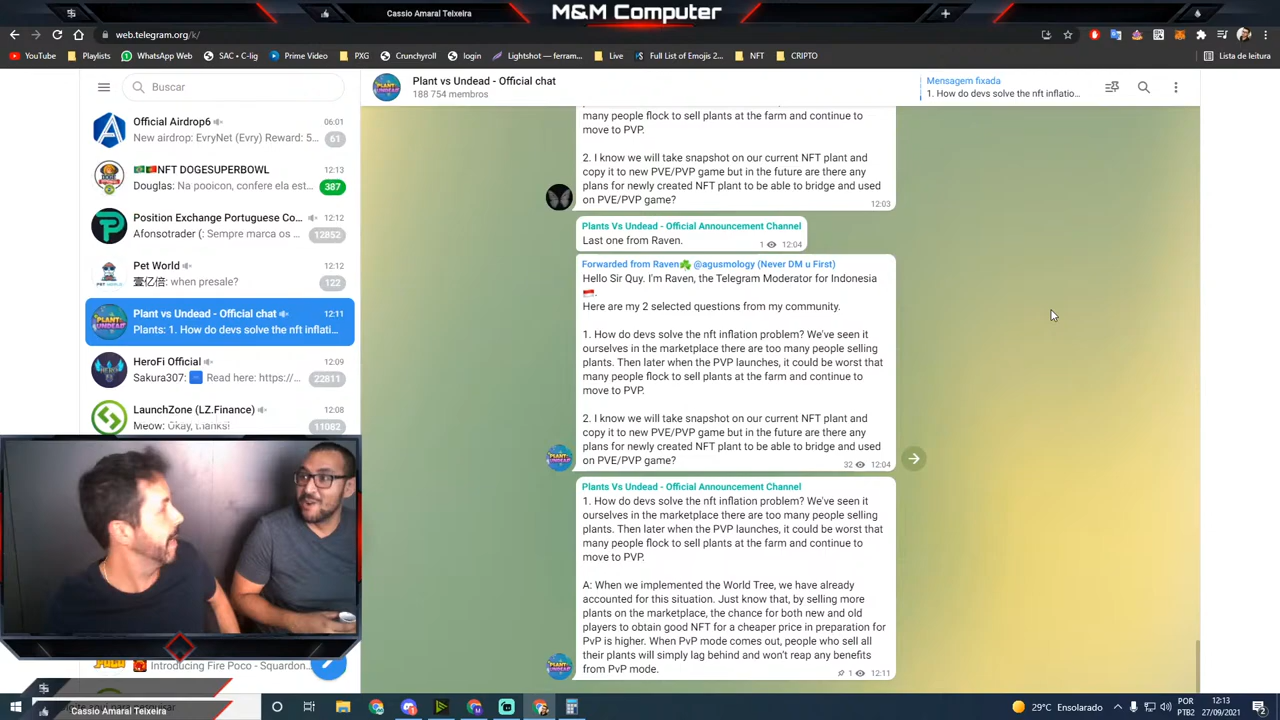 Cassio Amaral Teixeira
M&M Computer
web.telegram.org/k/
YouTube
Playlists
WhatsApp Web
SAC • C-lig
Prime Video
PXG
Crunchyroll
login
Lightshot — ferram...
Live
Full List of Emojis | ...
NFT
CRIPTO
Lista de leitura
Buscar
Plant vs Undead - Official chat
188 754 membros
Mensagem fixada
1. How do devs solve the nft inflatio...
Official Airdrop6
06:01
New airdrop: EvryNet (Evry) Reward: 5...
61
NFT DOGESUPERBOWL
12:13
Douglas: Na pooicon, confere ela est...
387
Position Exchange Portuguese Co...
12:12
Afonsotrader (: Sempre marca os ...
12852
Pet World
12:12
壹亿倍: when presale?
122
Plant vs Undead - Official chat
12:11
Plants: 1. How do devs solve the nft inflati...
HeroFi Official
12:09
Sakura307: Read here: https://...
22811
LaunchZone (LZ.Finance)
12:08
Meow: Okay, thanks!
11082
Introducing Fire Poco - Squardon...
many people flock to sell plants at the farm and continue to
move to PVP.
2. I know we will take snapshot on our current NFT plant and
copy it to new PVE/PVP game but in the future are there any
plans for newly created NFT plant to be able to bridge and used
on PVE/PVP game?
12:03
Plants Vs Undead - Official Announcement Channel
Last one from Raven.
1 12:04
Forwarded from Raven☘️ @agusmology (Never DM u First)
Hello Sir Quy. I'm Raven, the Telegram Moderator for Indonesia
.
Here are my 2 selected questions from my community.
1. How do devs solve the nft inflation problem? We've seen it
ourselves in the marketplace there are too many people selling
plants. Then later when the PVP launches, it could be worst that
many people flock to sell plants at the farm and continue to
move to PVP.
2. I know we will take snapshot on our current NFT plant and
copy it to new PVE/PVP game but in the future are there any
plans for newly created NFT plant to be able to bridge and used
on PVE/PVP game?
32 12:04
Plants Vs Undead - Official Announcement Channel
1. How do devs solve the nft inflation problem? We've seen it
ourselves in the marketplace there are too many people selling
plants. Then later when the PVP launches, it could be worst that
many people flock to sell plants at the farm and continue to
move to PVP.
A: When we implemented the World Tree, we have already
accounted for this situation. Just know that, by selling more
plants on the marketplace, the chance for both new and old
players to obtain good NFT for a cheaper price in preparation for
PvP is higher. When PvP mode comes out, people who sell all
their plants will simply lag behind and won't reap any benefits
from PvP mode.
1 12:11
Cassio Amaral Teixeira
29°C Ensolarado
POR
PTB2
12:13
27/09/2021
2